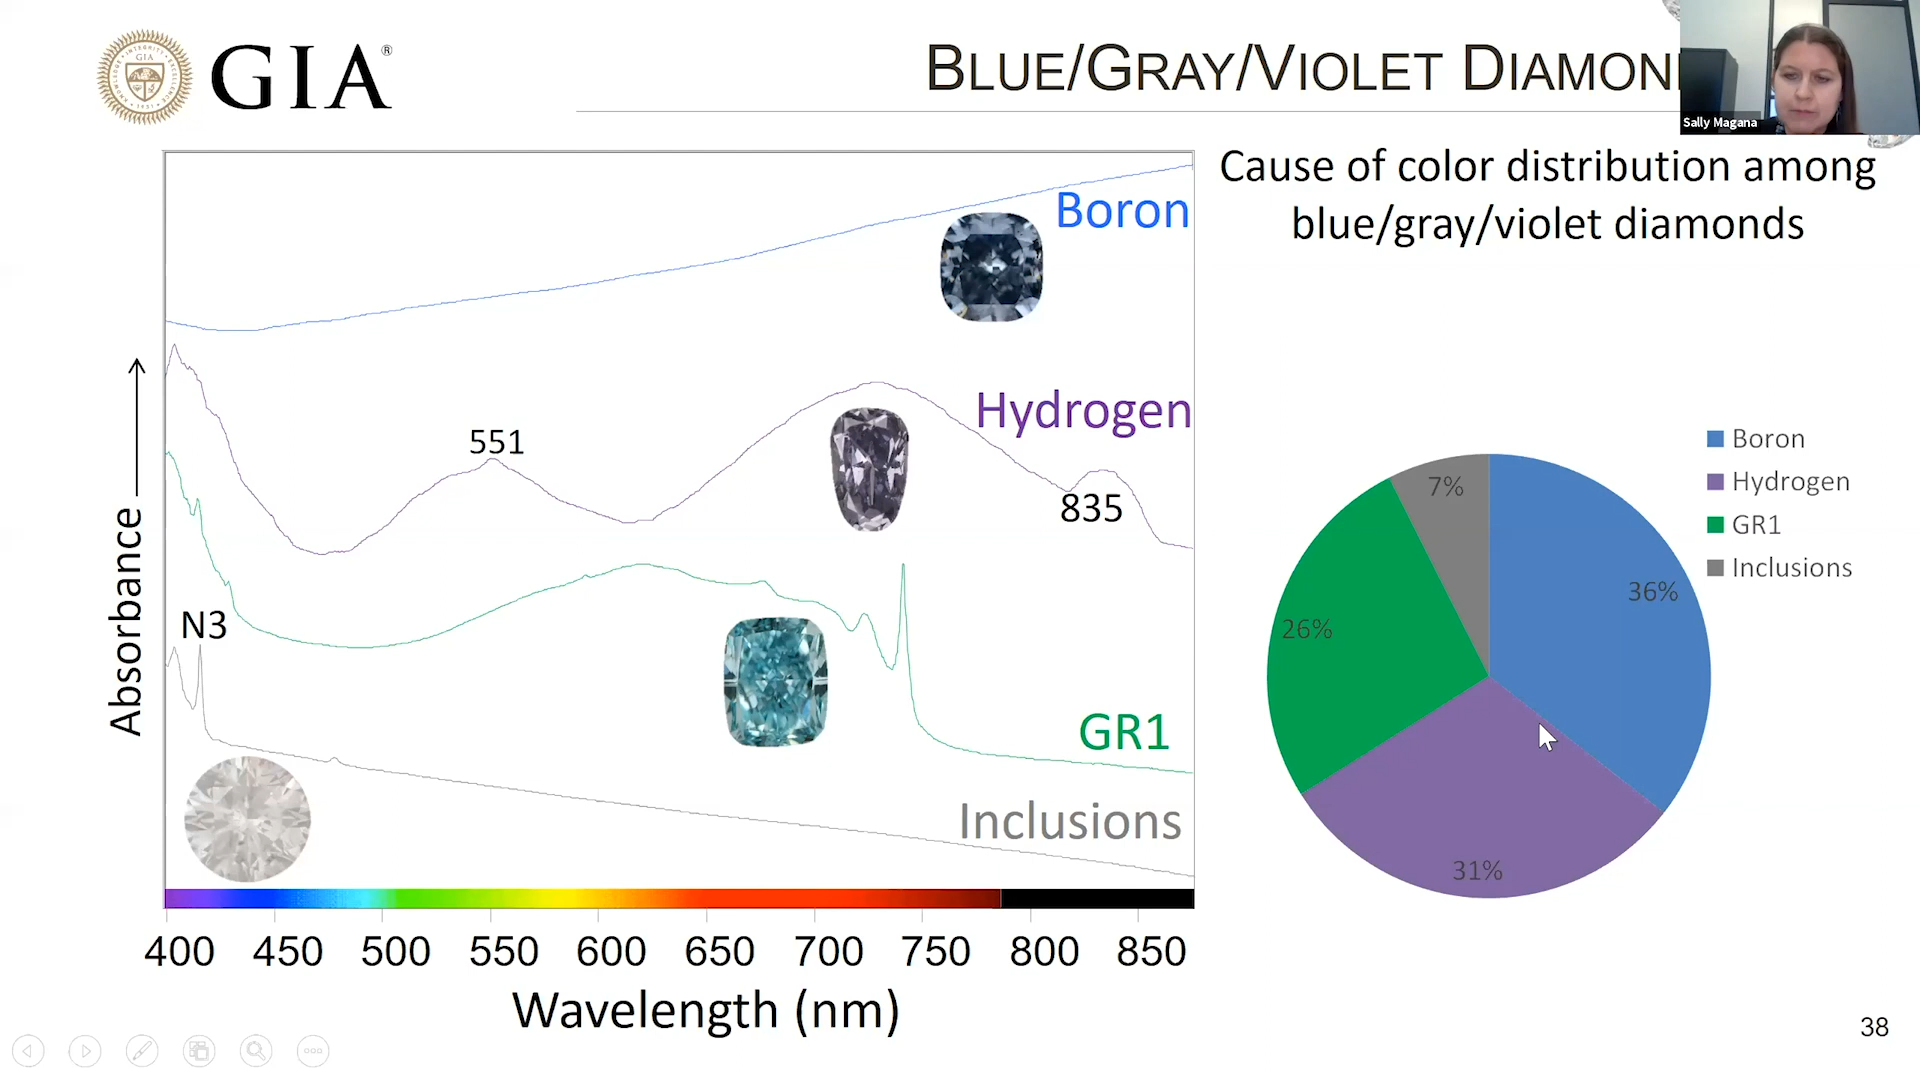 GIA®
BLUE/GRAY/VIOLET DIAMON
Sally Magana
Cause of color distribution among
blue/gray/violet diamonds
Boron
Hydrogen
551
835
N3
GR1
Inclusions
Absorbance
400 450 500 550 600 650 700 750 800 850
Wavelength (nm)
Boron
Hydrogen
GR1
Inclusions
7%
36%
26%
31%
38